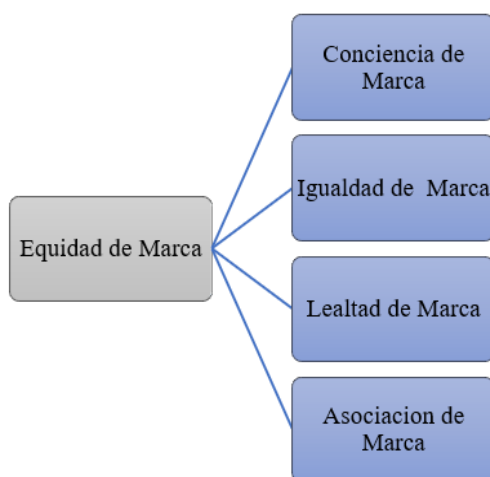 Conciencia de
Marca
Igualdad de  Marca
Equidad de Marca
Lealtad de Marca
Asociacion de
Marca